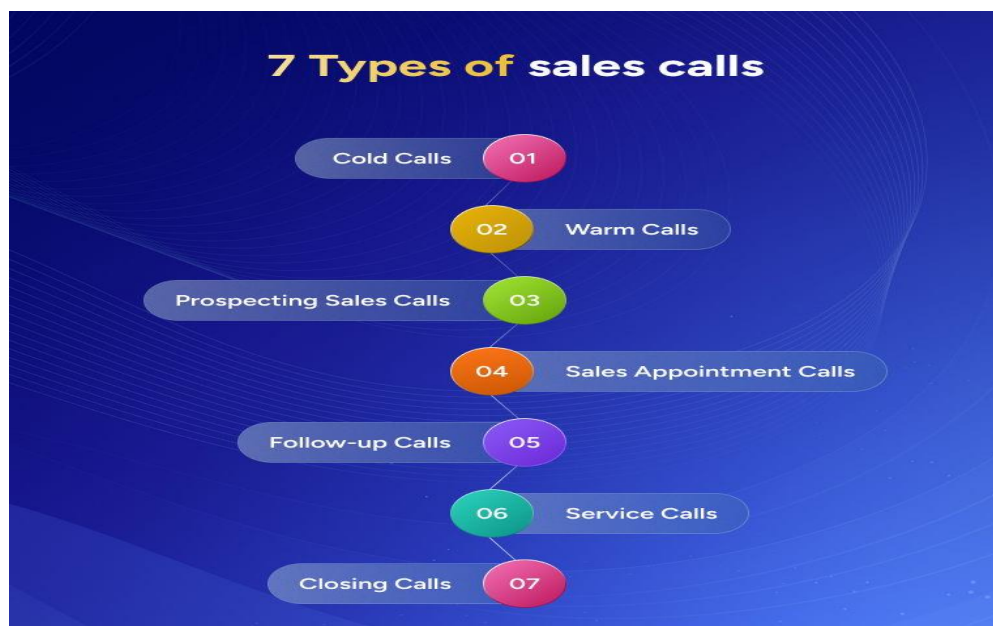 7 Types of sales calls
Cold Calls 01
02 Warm Calls
Prospecting Sales Calls 03
04 Sales Appointment Calls
Follow-up Calls 05
06 Service Calls
Closing Calls 07